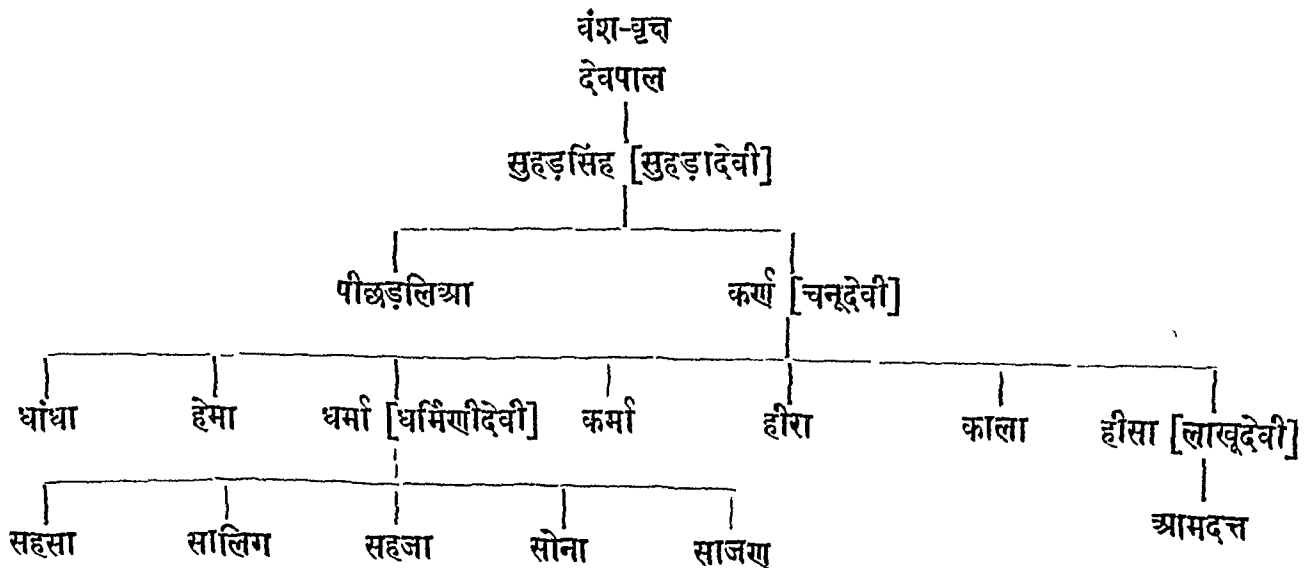 वंश-वृक्ष
देवपाल
सुहड़सिंह [सुहड़ादेवी]
पीछड़लिआ कर्ण [चनूदेवी]
धांधा हेमा धर्मा [धर्मिणीदेवी] कर्मा हीरा काला हीसा [लाखूदेवी]
सहसा सालिग सहजा सोना साजण आमदत्त